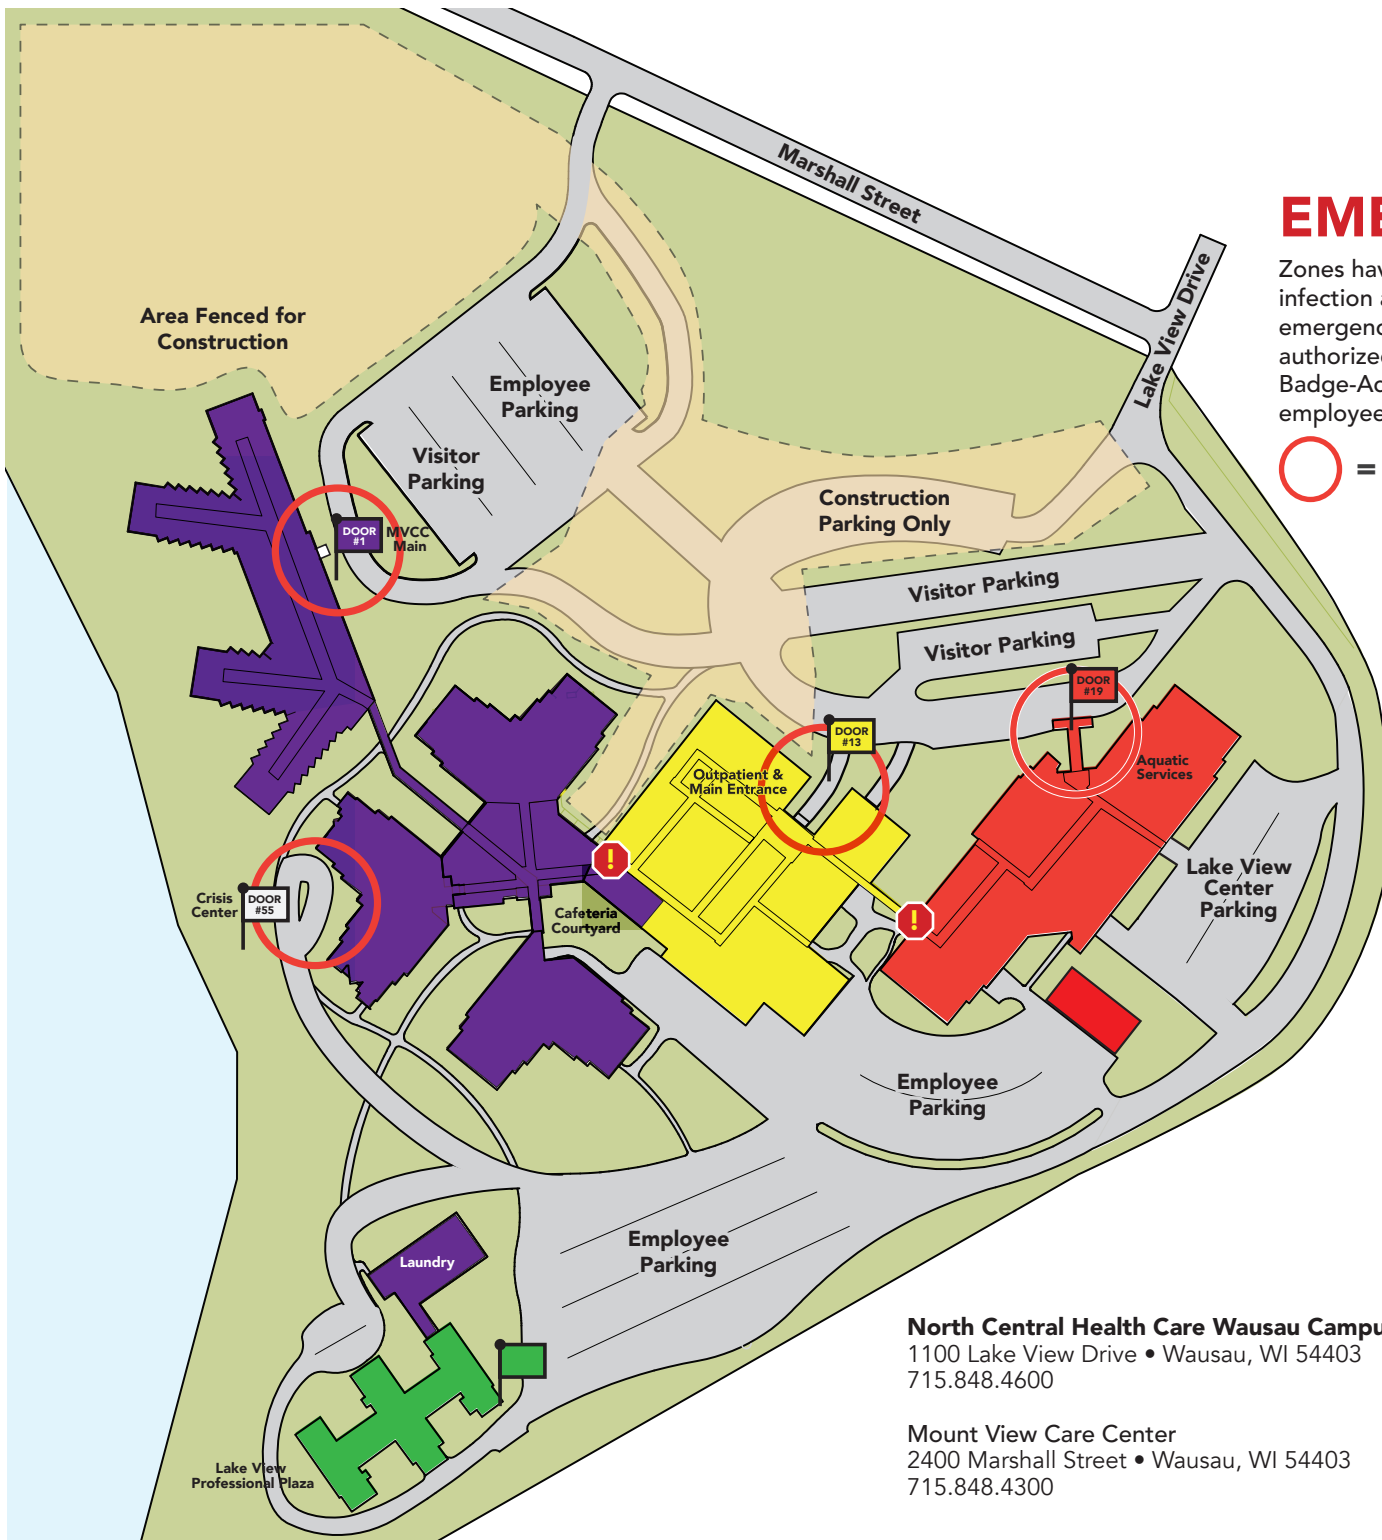 Marshall Street
Lake View Drive
EME
Zones hav
infection a
emergenc
authorized
Badge-Ac
employee
=
Area Fenced for
Construction
Employee
Parking
Visitor
Parking
Construction
Parking Only
DOOR
#1
MVCC
Main
Visitor Parking
Visitor Parking
DOOR
#19
DOOR
#13
Outpatient &
Main Entrance
Aquatic
Services
!
Lake View
Center
Parking
Crisis
Center
DOOR
#55
Cafeteria
Courtyard
!
Employee
Parking
Employee
Parking
Laundry
Lake View
Professional Plaza
North Central Health Care Wausau Campu
1100 Lake View Drive • Wausau, WI 54403
715.848.4600
Mount View Care Center
2400 Marshall Street • Wausau, WI 54403
715.848.4300